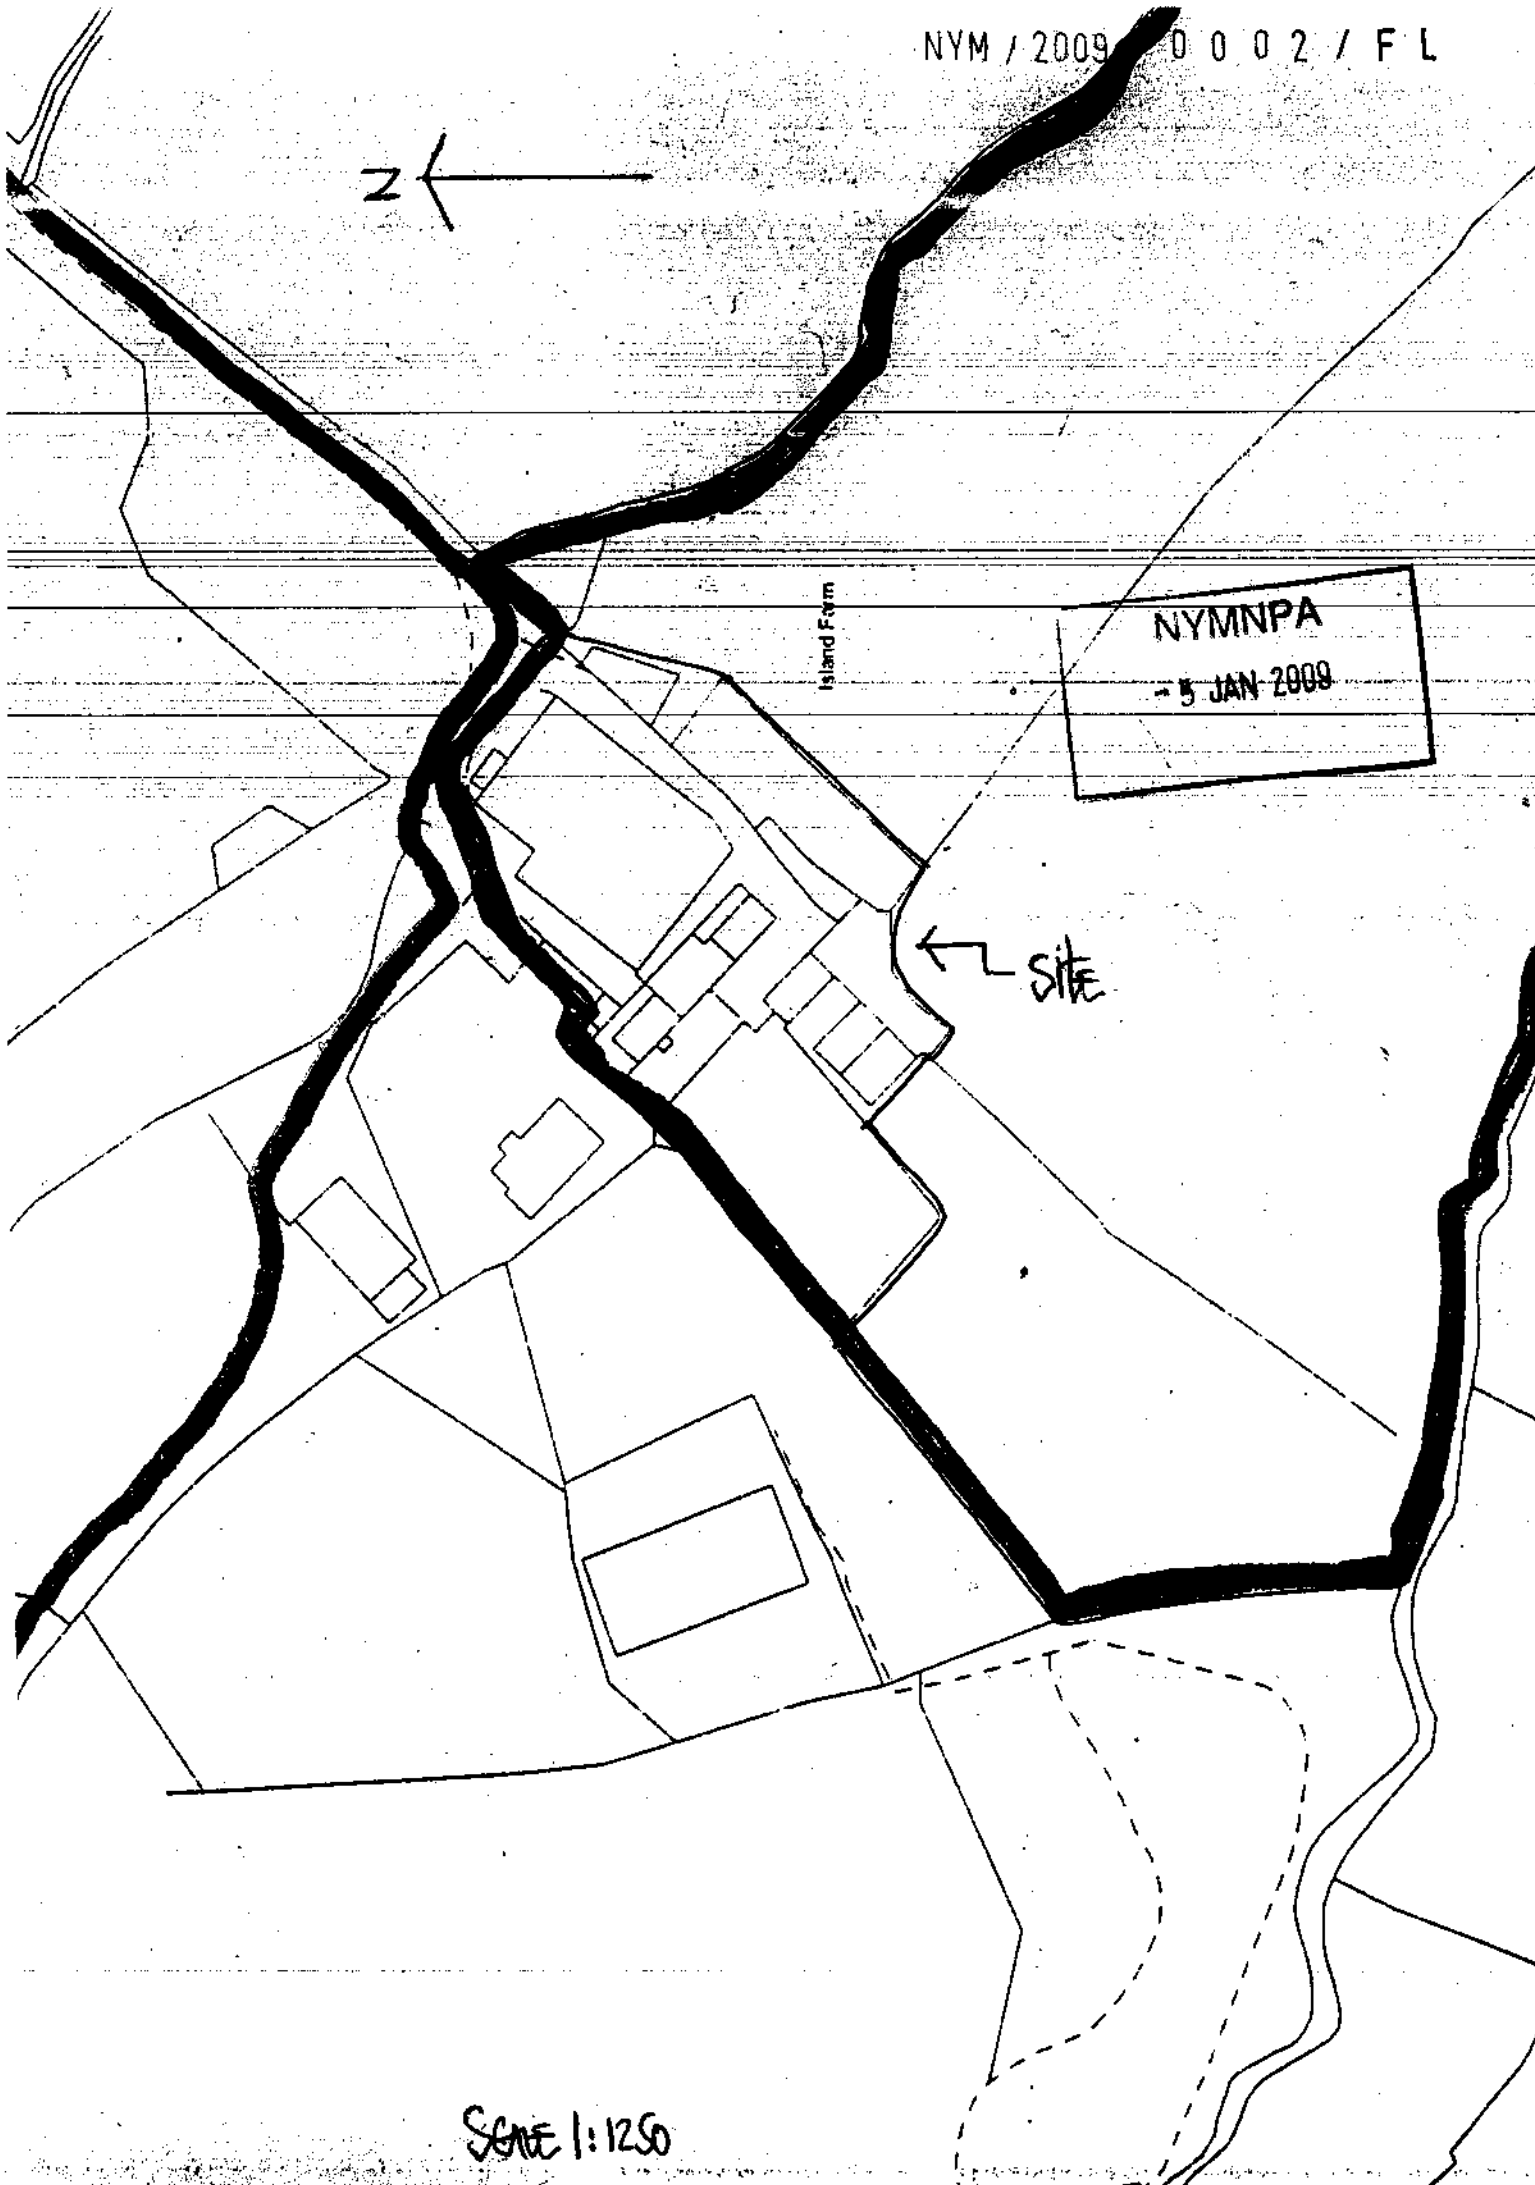 NYM / 2009 0 0 0 2 / F L
N
Island Farm
NYMNPA
- 5 JAN 2009
SITE
SCALE 1:1250